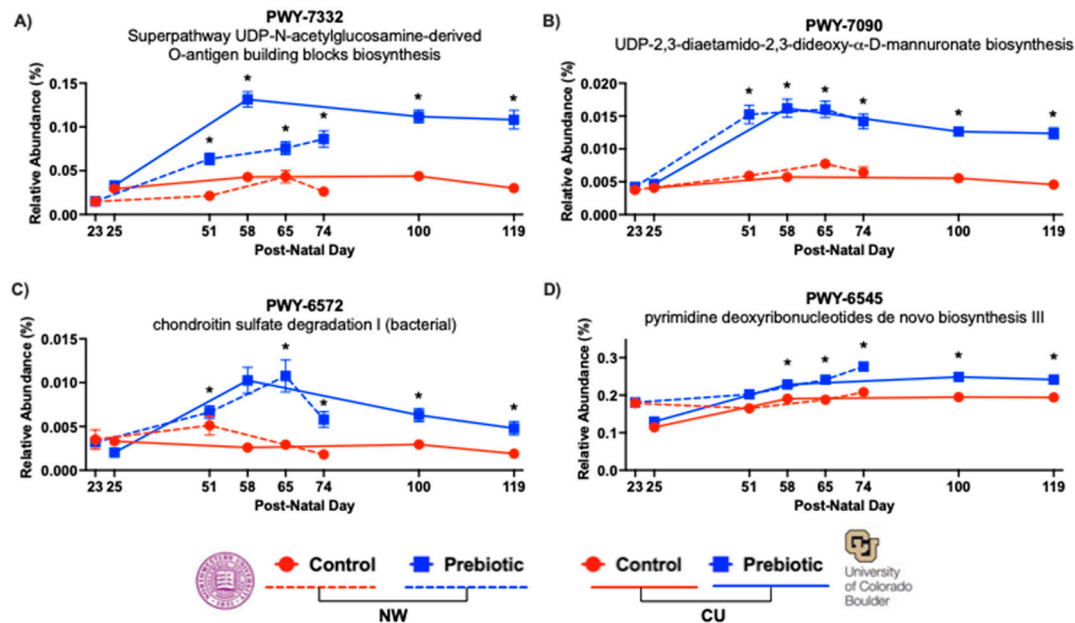 A)
PWY-7332
Superpathway UDP-N-acetylglucosamine-derived
O-antigen building blocks biosynthesis
Relative Abundance (%)
0.15
0.10
0.05
0.00
* * * * * *
23 25 51 58 65 74 100 119
Post-Natal Day
B)
PWY-7090
UDP-2,3-diaetamido-2,3-dideoxy-α-D-mannuronate biosynthesis
Relative Abundance (%)
0.020
0.015
0.010
0.005
0.000
* * * * * *
23 25 51 58 65 74 100 119
Post-Natal Day
C)
PWY-6572
chondroitin sulfate degradation I (bacterial)
Relative Abundance (%)
0.015
0.010
0.005
0.000
* * * * *
23 25 51 58 65 74 100 119
Post-Natal Day
D)
PWY-6545
pyrimidine deoxyribonucleotides de novo biosynthesis III
Relative Abundance (%)
0.3
0.2
0.1
0.0
* * * * *
23 25 51 58 65 74 100 119
Post-Natal Day
Control Prebiotic
NW
Control Prebiotic
CU
CU
University
of Colorado
Boulder